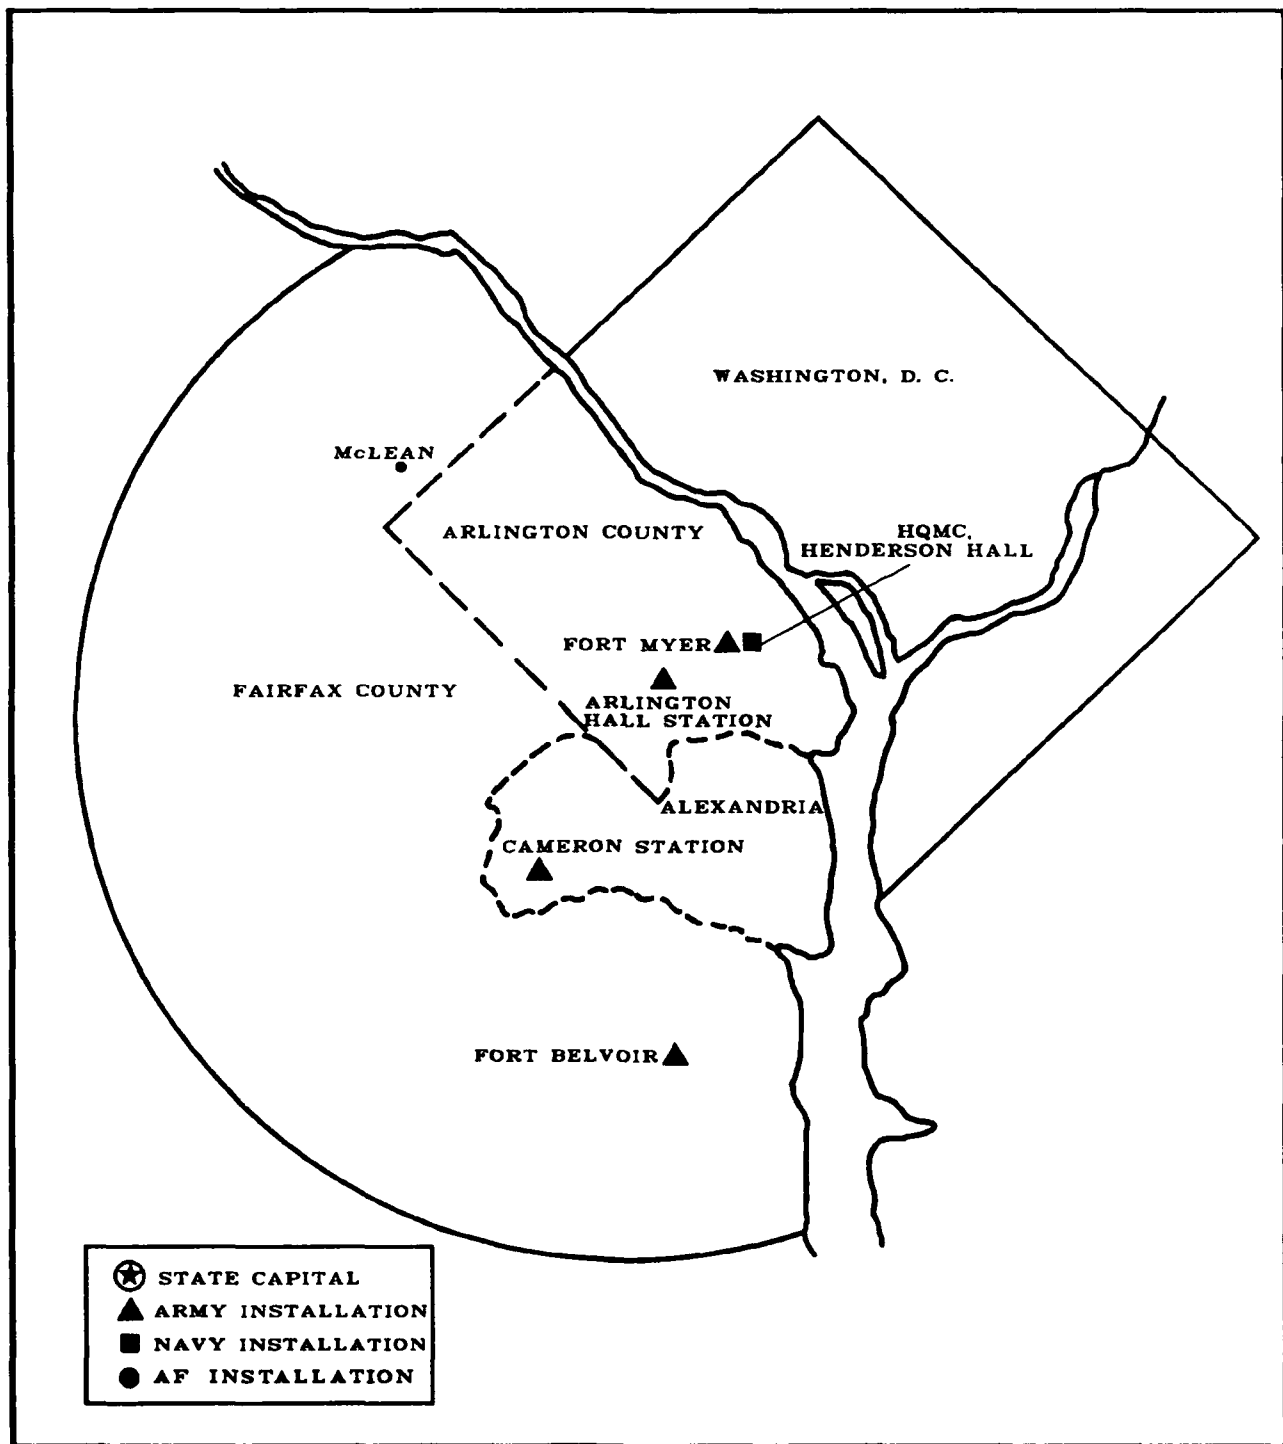 WASHINGTON, D. C.
McLEAN
ARLINGTON COUNTY
HQMC,
HENDERSON HALL
FORT MYER
FAIRFAX COUNTY
ARLINGTON
HALL STATION
ALEXANDRIA
CAMERON STATION
FORT BELVOIR
STATE CAPITAL
ARMY INSTALLATION
NAVY INSTALLATION
AF INSTALLATION